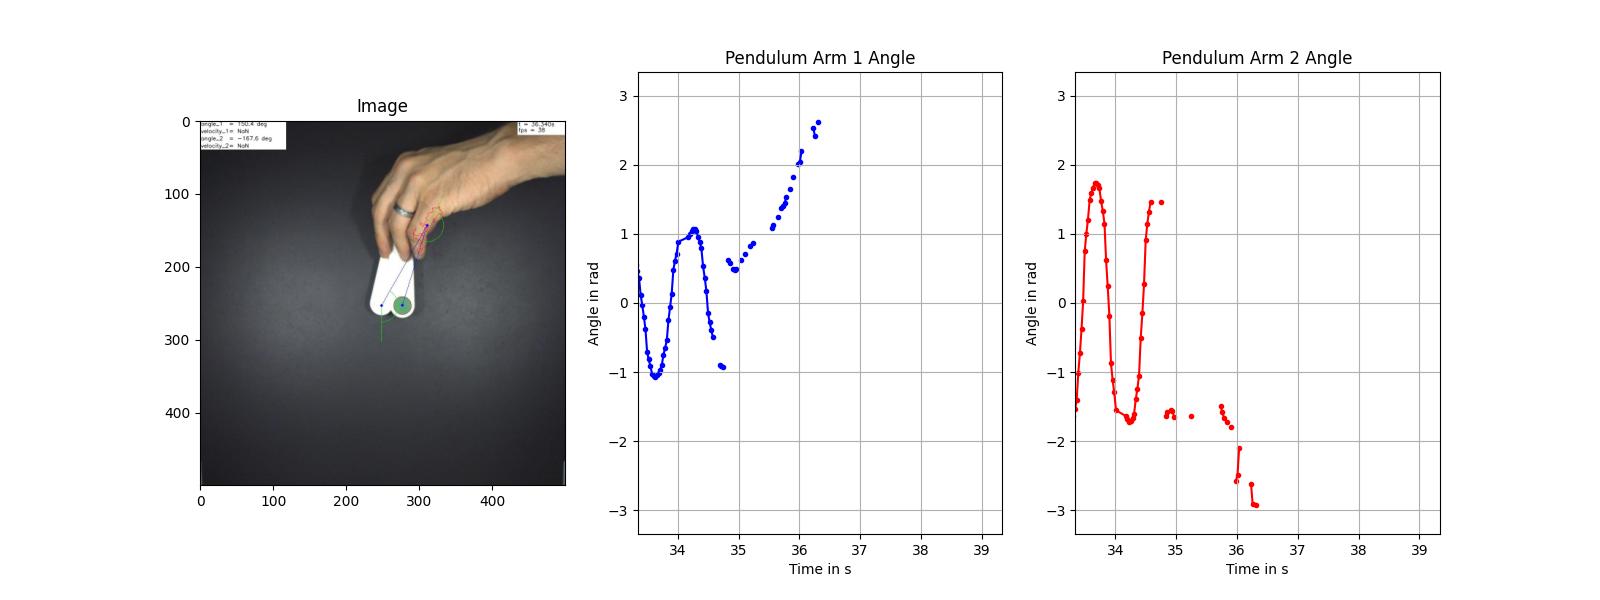 Image
angle_1 = 150.4 deg
velocity_1= NaN
angle_2 = -167.6 deg
velocity_2= NaN
t = 36.340s
fps = 38
0
100
200
300
400
0 100 200 300 400
Pendulum Arm 1 Angle
Angle in rad
3
2
1
0
−1
−2
−3
34 35 36 37 38 39
Time in s
Pendulum Arm 2 Angle
Angle in rad
3
2
1
0
−1
−2
−3
34 35 36 37 38 39
Time in s